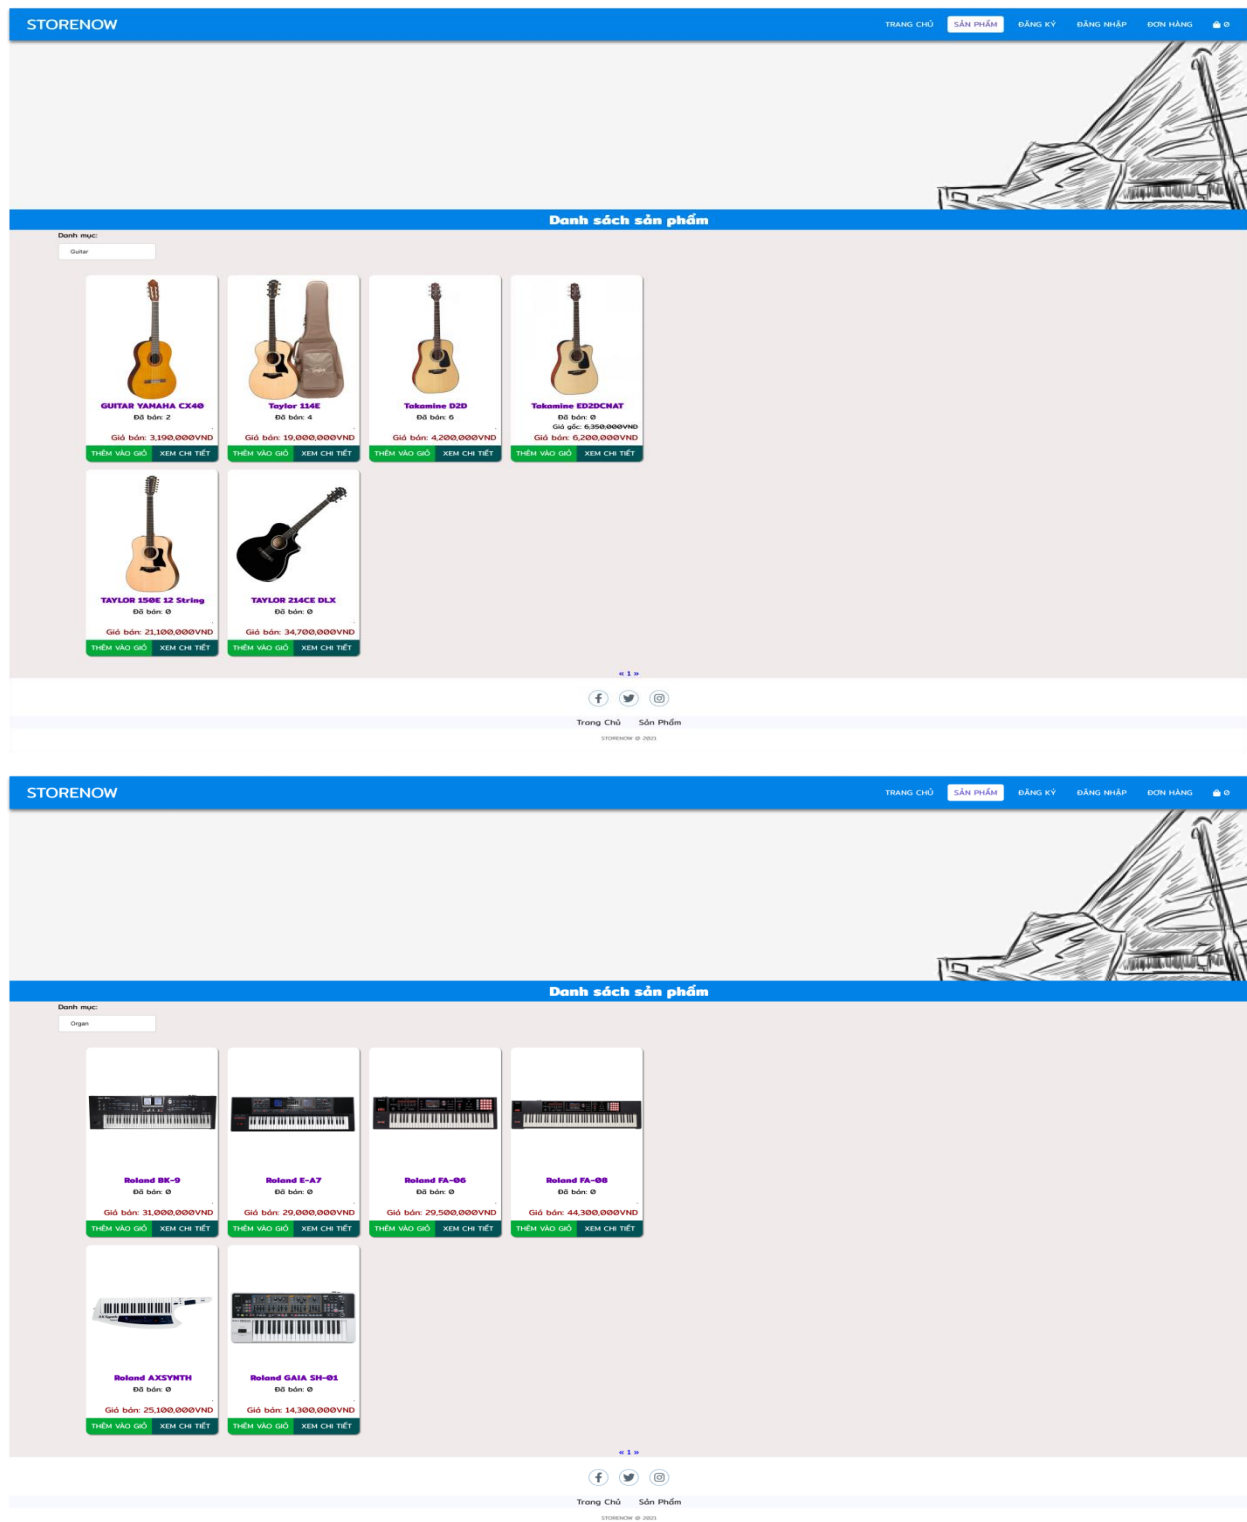 STORENOW
TRANG CHỦ SẢN PHẨM ĐĂNG KÝ ĐĂNG NHẬP ĐƠN HÀNG 0
Danh sách sản phẩm
Danh mục:
Guitar
GUITAR YAMAHA CX40 Taylor 114E Takamine D2D Takamine ED2DCNAT
Đã bán: 2 Đã bán: 4 Đã bán: 6 Đã bán: 0
Giá gốc: 6,350,000VND
Giá bán: 3,190,000VND Giá bán: 19,000,000VND Giá bán: 4,200,000VND Giá bán: 6,200,000VND
THÊM VÀO GIỎ XEM CHI TIẾT THÊM VÀO GIỎ XEM CHI TIẾT THÊM VÀO GIỎ XEM CHI TIẾT THÊM VÀO GIỎ XEM CHI TIẾT
TAYLOR 150E 12 String TAYLOR 214CE DLX
Đã bán: 0 Đã bán: 0
Giá bán: 21,100,000VND Giá bán: 34,700,000VND
THÊM VÀO GIỎ XEM CHI TIẾT THÊM VÀO GIỎ XEM CHI TIẾT
« 1 »
Trang Chủ Sản Phẩm
STORENOW @ 2021
STORENOW
TRANG CHỦ SẢN PHẨM ĐĂNG KÝ ĐĂNG NHẬP ĐƠN HÀNG 0
Danh sách sản phẩm
Danh mục:
Organ
Roland BK-9 Roland E-A7 Roland FA-06 Roland FA-08
Đã bán: 0 Đã bán: 0 Đã bán: 0 Đã bán: 0
Giá bán: 31,000,000VND Giá bán: 29,000,000VND Giá bán: 29,500,000VND Giá bán: 44,300,000VND
THÊM VÀO GIỎ XEM CHI TIẾT THÊM VÀO GIỎ XEM CHI TIẾT THÊM VÀO GIỎ XEM CHI TIẾT THÊM VÀO GIỎ XEM CHI TIẾT
Roland AXSYNTH Roland GAIA SH-01
Đã bán: 0 Đã bán: 0
Giá bán: 25,100,000VND Giá bán: 14,300,000VND
THÊM VÀO GIỎ XEM CHI TIẾT THÊM VÀO GIỎ XEM CHI TIẾT
« 1 »
Trang Chủ Sản Phẩm
STORENOW @ 2021